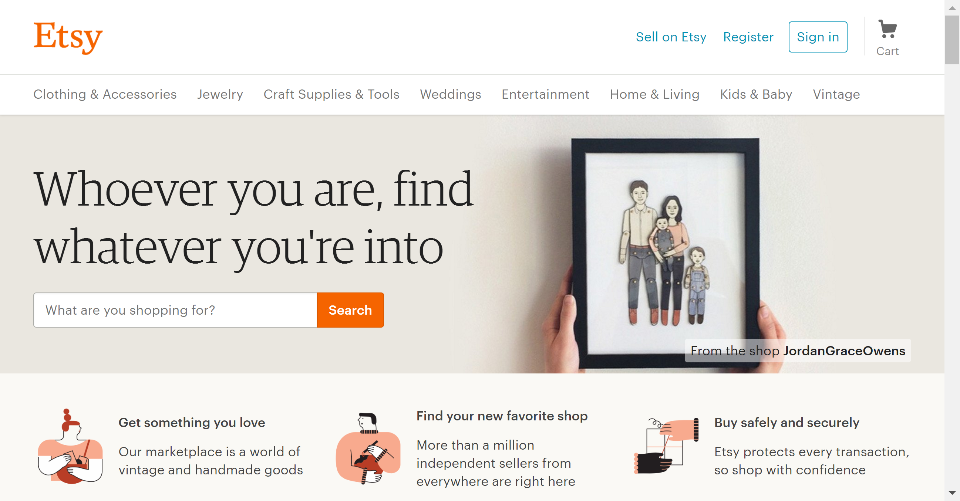 Etsy
Sell on Etsy
Register
Sign in
Cart
Clothing & Accessories
Jewelry
Craft Supplies & Tools
Weddings
Entertainment
Home & Living
Kids & Baby
Vintage
Whoever you are, find
whatever you're into
What are you shopping for?
Search
From the shop JordanGraceOwens
Get something you love
Our marketplace is a world of
vintage and handmade goods
Find your new favorite shop
More than a million
independent sellers from
everywhere are right here
Buy safely and securely
Etsy protects every transaction,
so shop with confidence